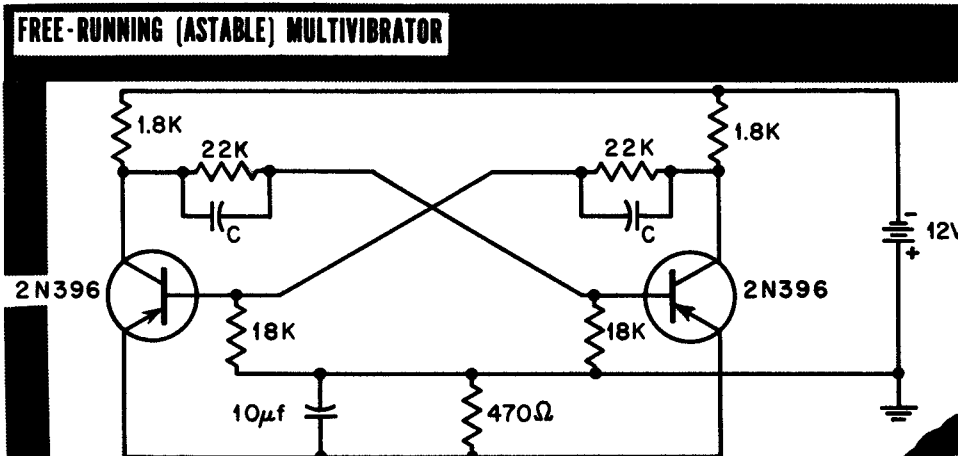 FREE-RUNNING (ASTABLE) MULTIVIBRATOR
1.8K
1.8K
22K
22K
C
C
-
12V
+
2N396
2N396
18K
18K
10µf
470Ω